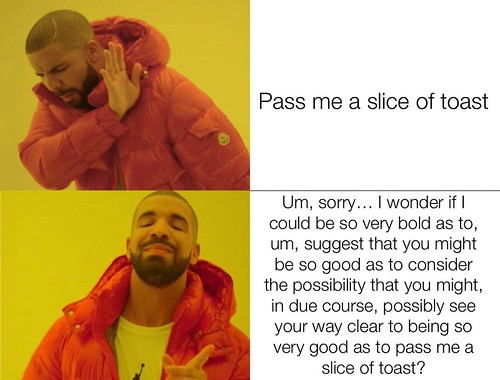 Pass me a slice of toast
Um, sorry… I wonder if I
could be so very bold as to,
um, suggest that you might
be so good as to consider
the possibility that you might,
in due course, possibly see
your way clear to being so
very good as to pass me a
slice of toast?